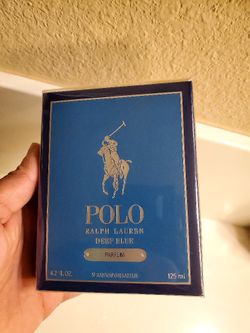 POLO
RALPH LAUREN
DEEP BLUE
PARFUM
4.2 FL. OZ. 125 ml